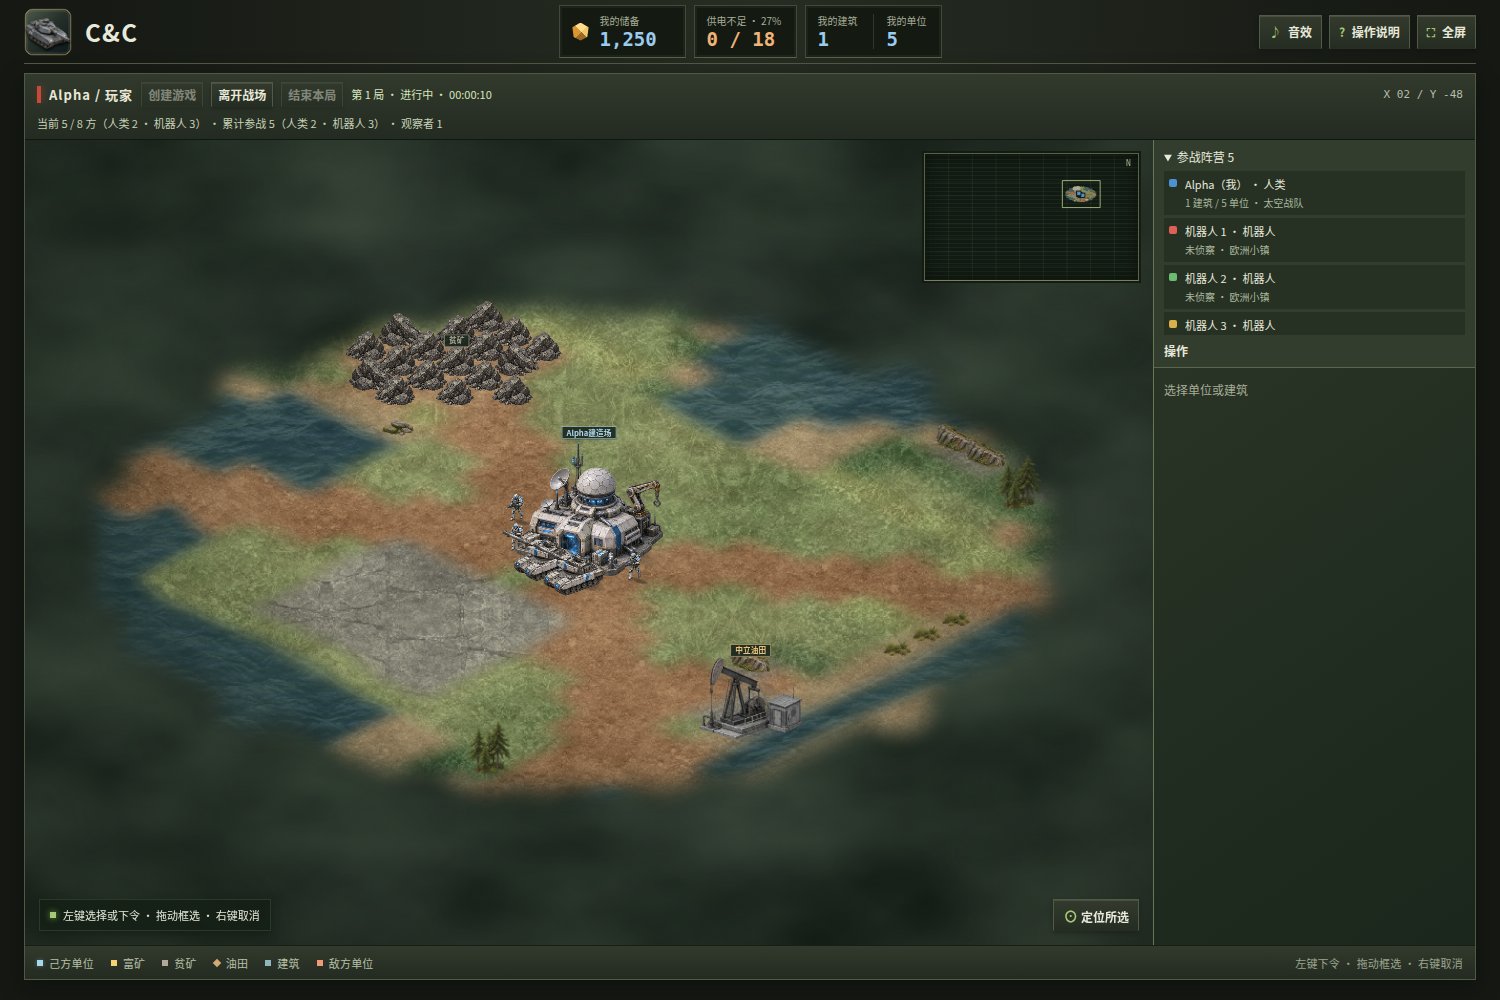 C&C
我的储备
1,250
供电不足 · 27%
0 / 18
我的建筑
1
我的单位
5
♪ 音效
? 操作说明
全屏
Alpha / 玩家
创建游戏
离开战场
结束本局
第 1 局 · 进行中 · 00:00:10
X 02 / Y -48
当前 5 / 8 方（人类 2 · 机器人 3） · 累计参战 5（人类 2 · 机器人 3） · 观察者 1
N
贫矿
Alpha建造场
中立油田
▼ 参战阵营 5
Alpha（我） · 人类
1 建筑 / 5 单位 · 太空战队
机器人 1 · 机器人
未侦察 · 欧洲小镇
机器人 2 · 机器人
未侦察 · 欧洲小镇
机器人 3 · 机器人
操作
选择单位或建筑
左键选择或下令 · 拖动框选 · 右键取消
定位所选
己方单位
富矿
贫矿
油田
建筑
敌方单位
左键下令 · 拖动框选 · 右键取消